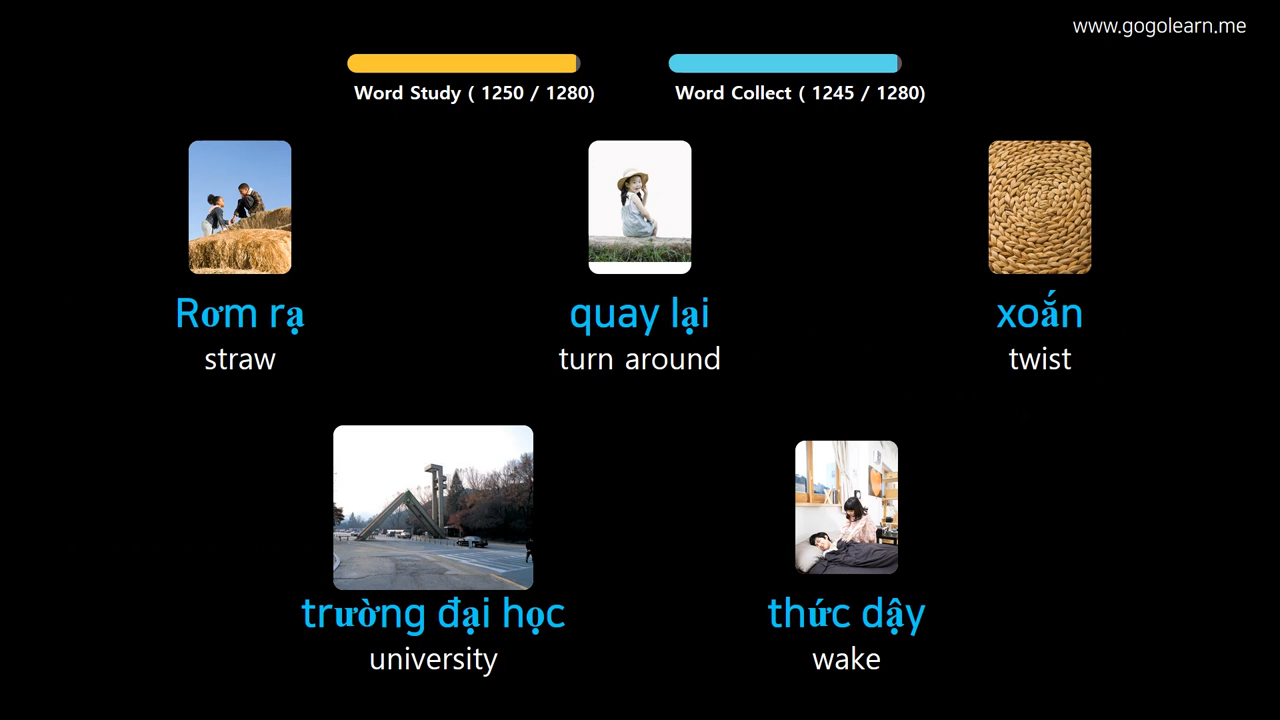 www.gogolearn.me
Word Study ( 1250 / 1280)
Word Collect ( 1245 / 1280)
Rơm rạ
straw
quay lại
turn around
xoắn
twist
trường đại học
university
thức dậy
wake